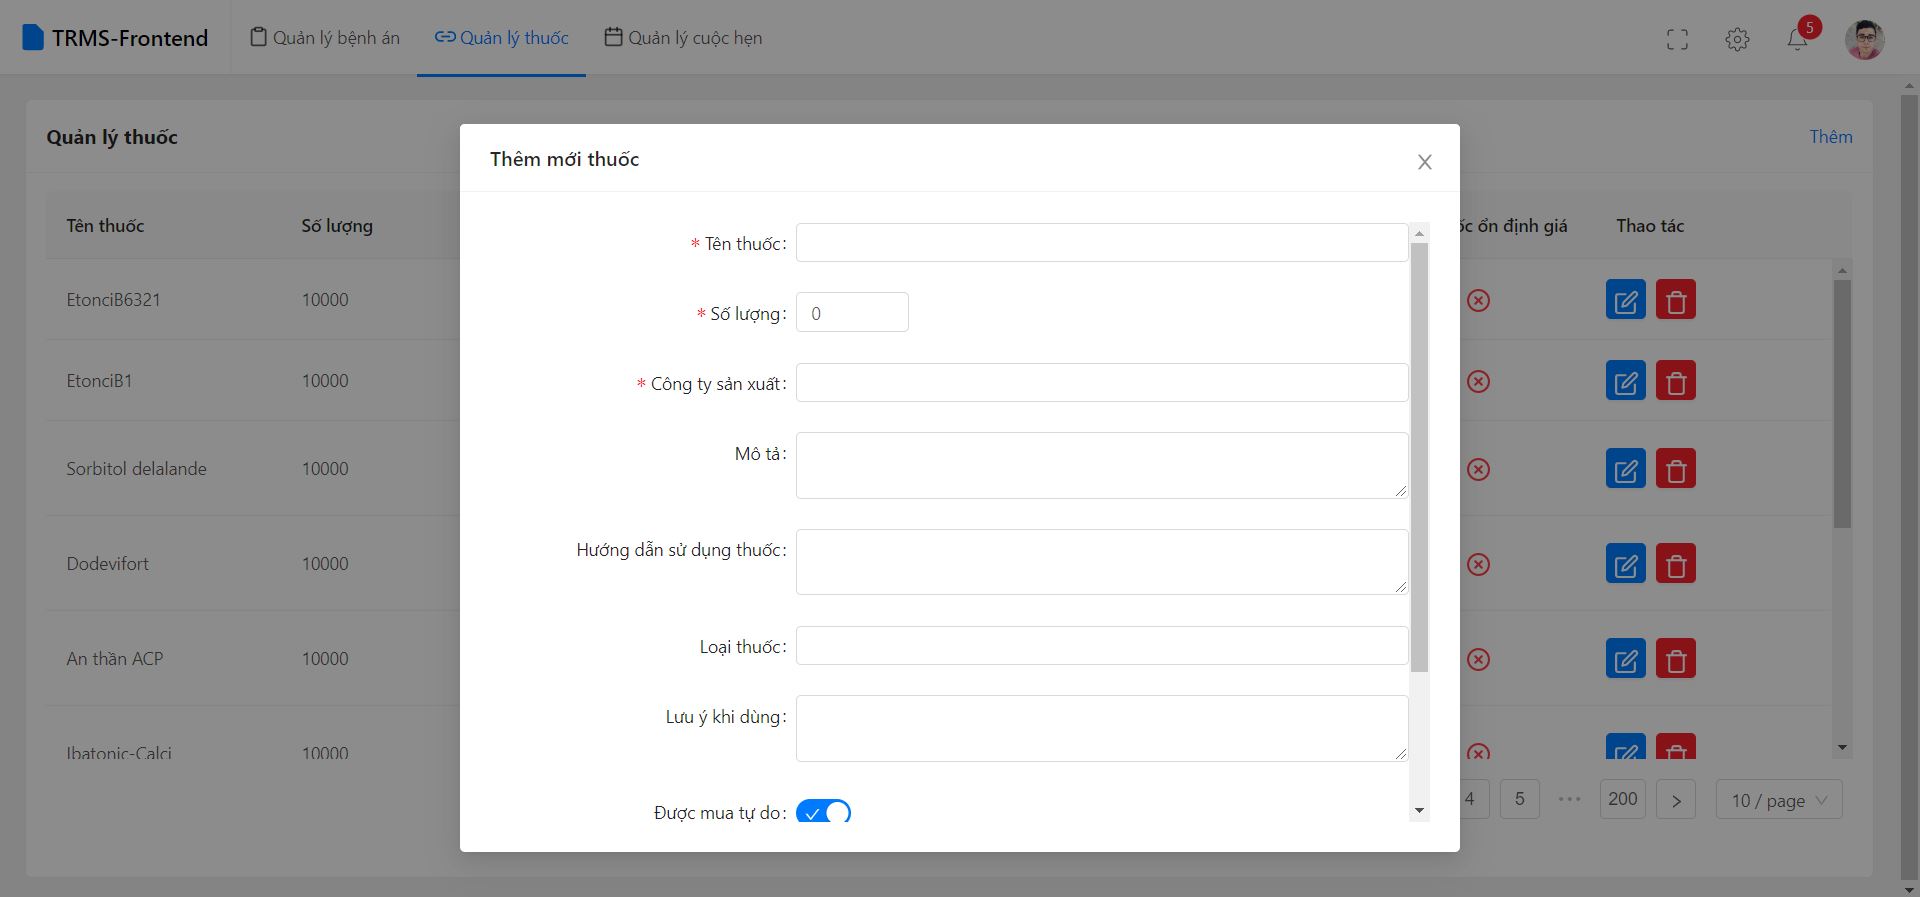 TRMS-Frontend
Quản lý bệnh án
Quản lý thuốc
Quản lý cuộc hẹn
5
Quản lý thuốc
Thêm
Tên thuốc
Số lượng
ổn định giá
Thao tác
EtonciB6321
10000
EtonciB1
10000
Sorbitol delalande
10000
Dodevifort
10000
An thần ACP
10000
Ibatonic-Calci
10000
4
5
•••
200
>
10 / page
Thêm mới thuốc
* Tên thuốc:
* Số lượng:
0
* Công ty sản xuất:
Mô tả:
Hướng dẫn sử dụng thuốc:
Loại thuốc:
Lưu ý khi dùng:
Được mua tự do: